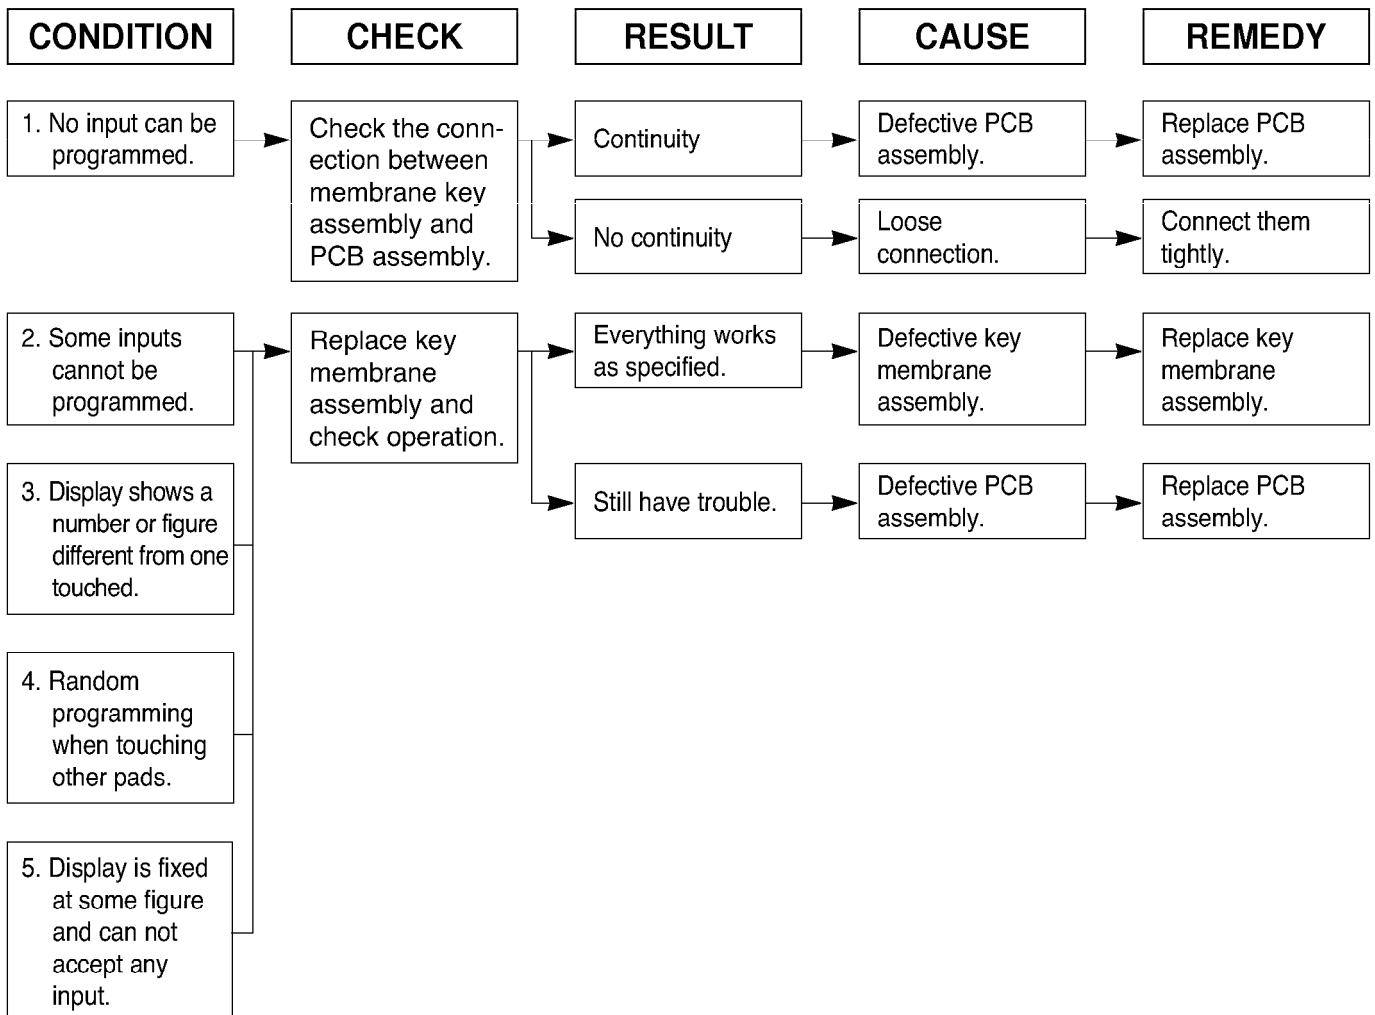 CONDITION
CHECK
RESULT
CAUSE
REMEDY
1. No input can be
programmed.
Check the conn-
ection between
membrane key
assembly and
PCB assembly.
Continuity
Defective PCB
assembly.
Replace PCB
assembly.
No continuity
Loose
connection.
Connect them
tightly.
2. Some inputs
cannot be
programmed.
Replace key
membrane
assembly and
check operation.
Everything works
as specified.
Defective key
membrane
assembly.
Replace key
membrane
assembly.
Still have trouble.
Defective PCB
assembly.
Replace PCB
assembly.
3. Display shows a
number or figure
different from one
touched.
4. Random
programming
when touching
other pads.
5. Display is fixed
at some figure
and can not
accept any
input.